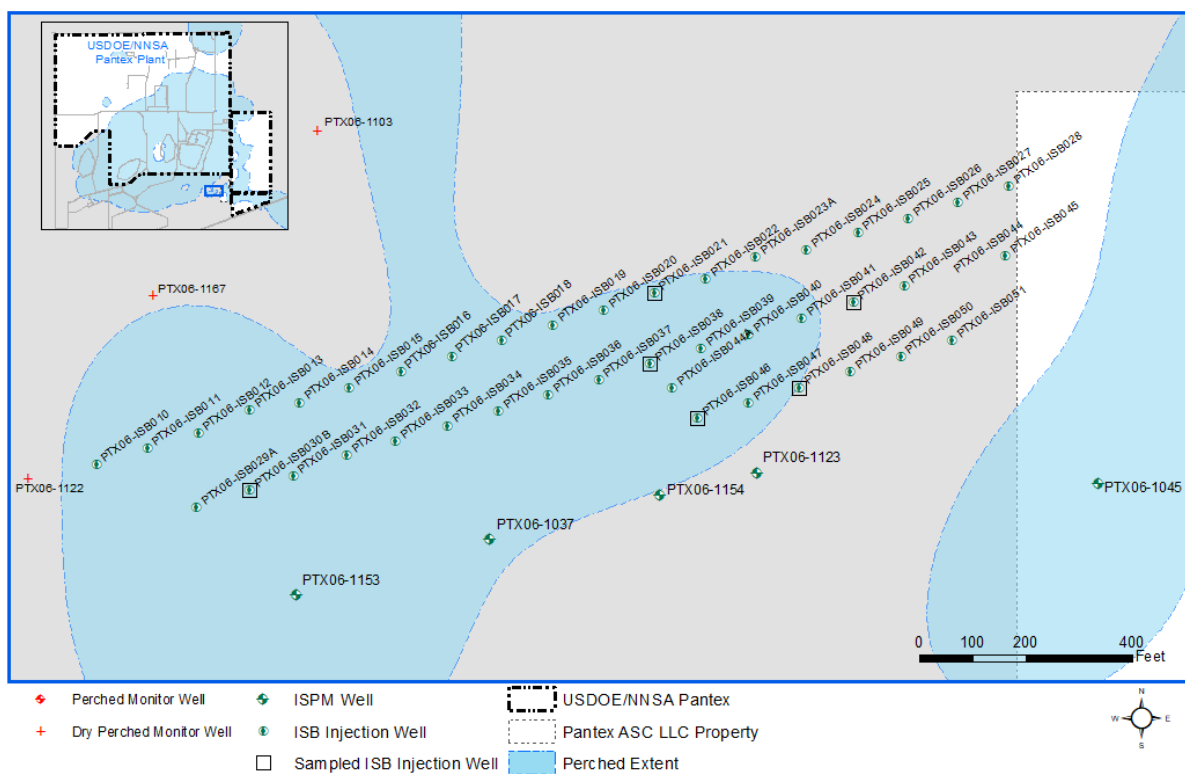 USDOE/NNSA
Pantex Plant
PTX06-1103
PTX06-1167
PTX06-1122
PTX06-ISB010
PTX06-ISB011
PTX06-ISB012
PTX06-ISB013
PTX06-ISB014
PTX06-ISB015
PTX06-ISB016
PTX06-ISB017
PTX06-ISB018
PTX06-ISB019
PTX06-ISB020
PTX06-ISB021
PTX06-ISB022
PTX06-ISB023A
PTX06-ISB024
PTX06-ISB025
PTX06-ISB026
PTX06-ISB027
PTX06-ISB028
PTX06-ISB029A
PTX06-ISB030B
PTX06-ISB031
PTX06-ISB032
PTX06-ISB033
PTX06-ISB034
PTX06-ISB035
PTX06-ISB036
PTX06-ISB037
PTX06-ISB038
PTX06-ISB039
PTX06-ISB040
PTX06-ISB041
PTX06-ISB042
PTX06-ISB043
PTX06-ISB044
PTX06-ISB045
PTX06-ISB044A
PTX06-ISB046
PTX06-ISB047
PTX06-ISB048
PTX06-ISB049
PTX06-ISB050
PTX06-ISB051
PTX06-1123
PTX06-1154
PTX06-1037
PTX06-1153
PTX06-1045
0 100 200 400
Feet
Perched Monitor Well
ISPM Well
USDOE/NNSA Pantex
Dry Perched Monitor Well
ISB Injection Well
Pantex ASC LLC Property
Sampled ISB Injection Well
Perched Extent
N
W
E
S